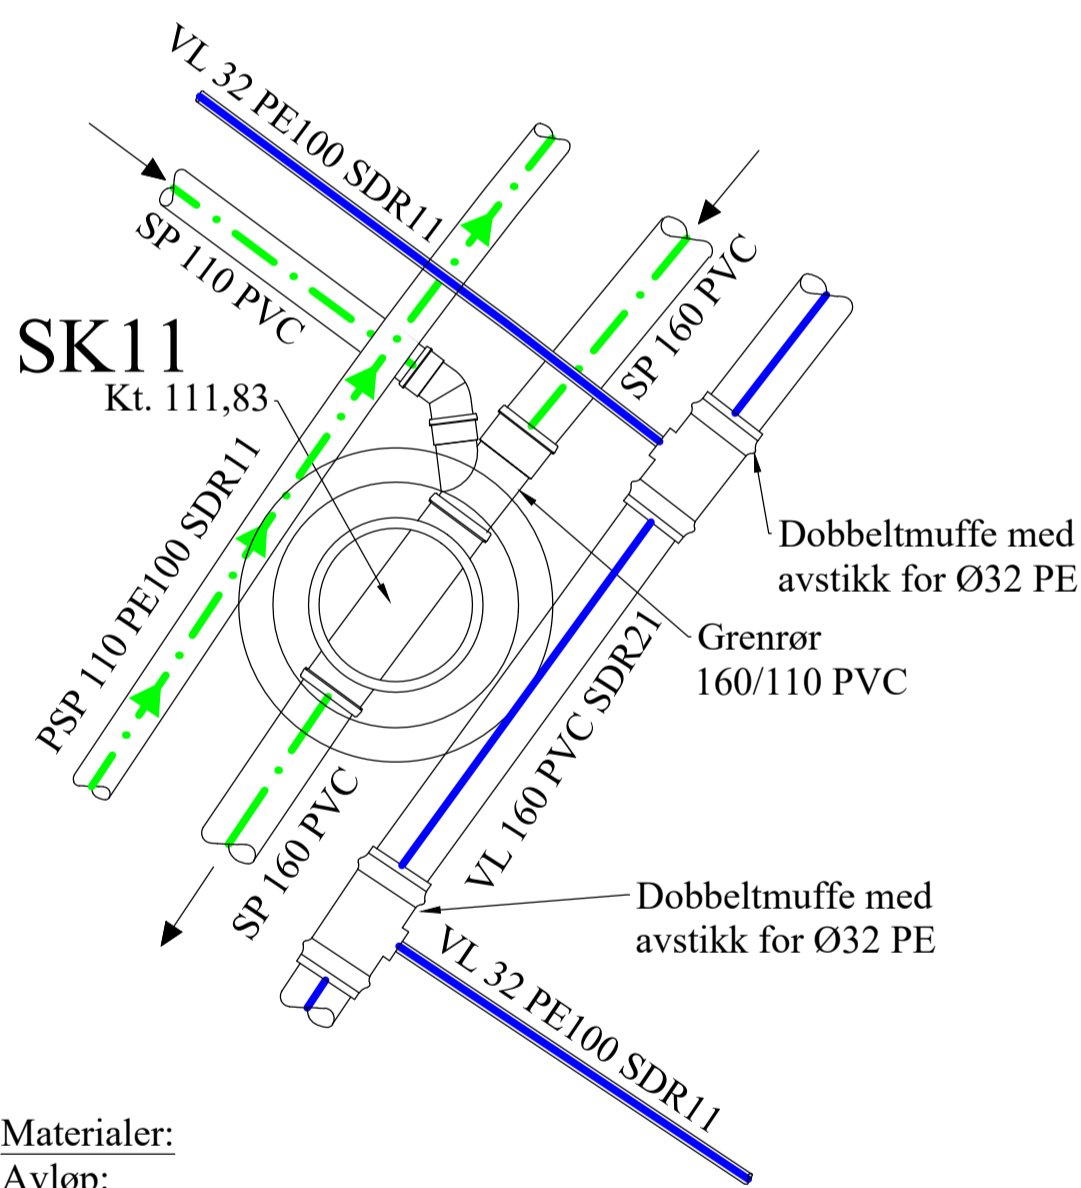 VL 32 PE100 SDR11
SP 110 PVC
SP 160 PVC
SK11
Kt. 111,83
PSP 110 PE100 SDR11
Dobbeltmuffe med
avstikk for Ø32 PE
Grenrør
160/110 PVC
VL 160 PVC SDR21
SP 160 PVC
Dobbeltmuffe med
avstikk for Ø32 PE
VL 32 PE100 SDR11
Materialer:
Avløp: